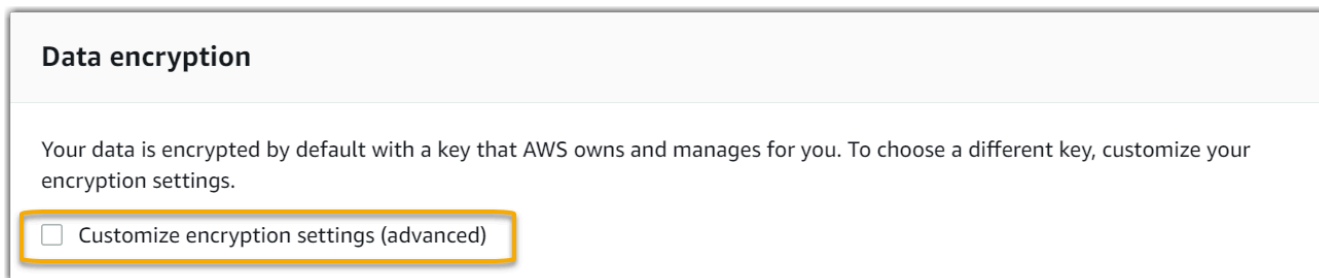 Data encryption
Your data is encrypted by default with a key that AWS owns and manages for you. To choose a different key, customize your
encryption settings.
Customize encryption settings (advanced)